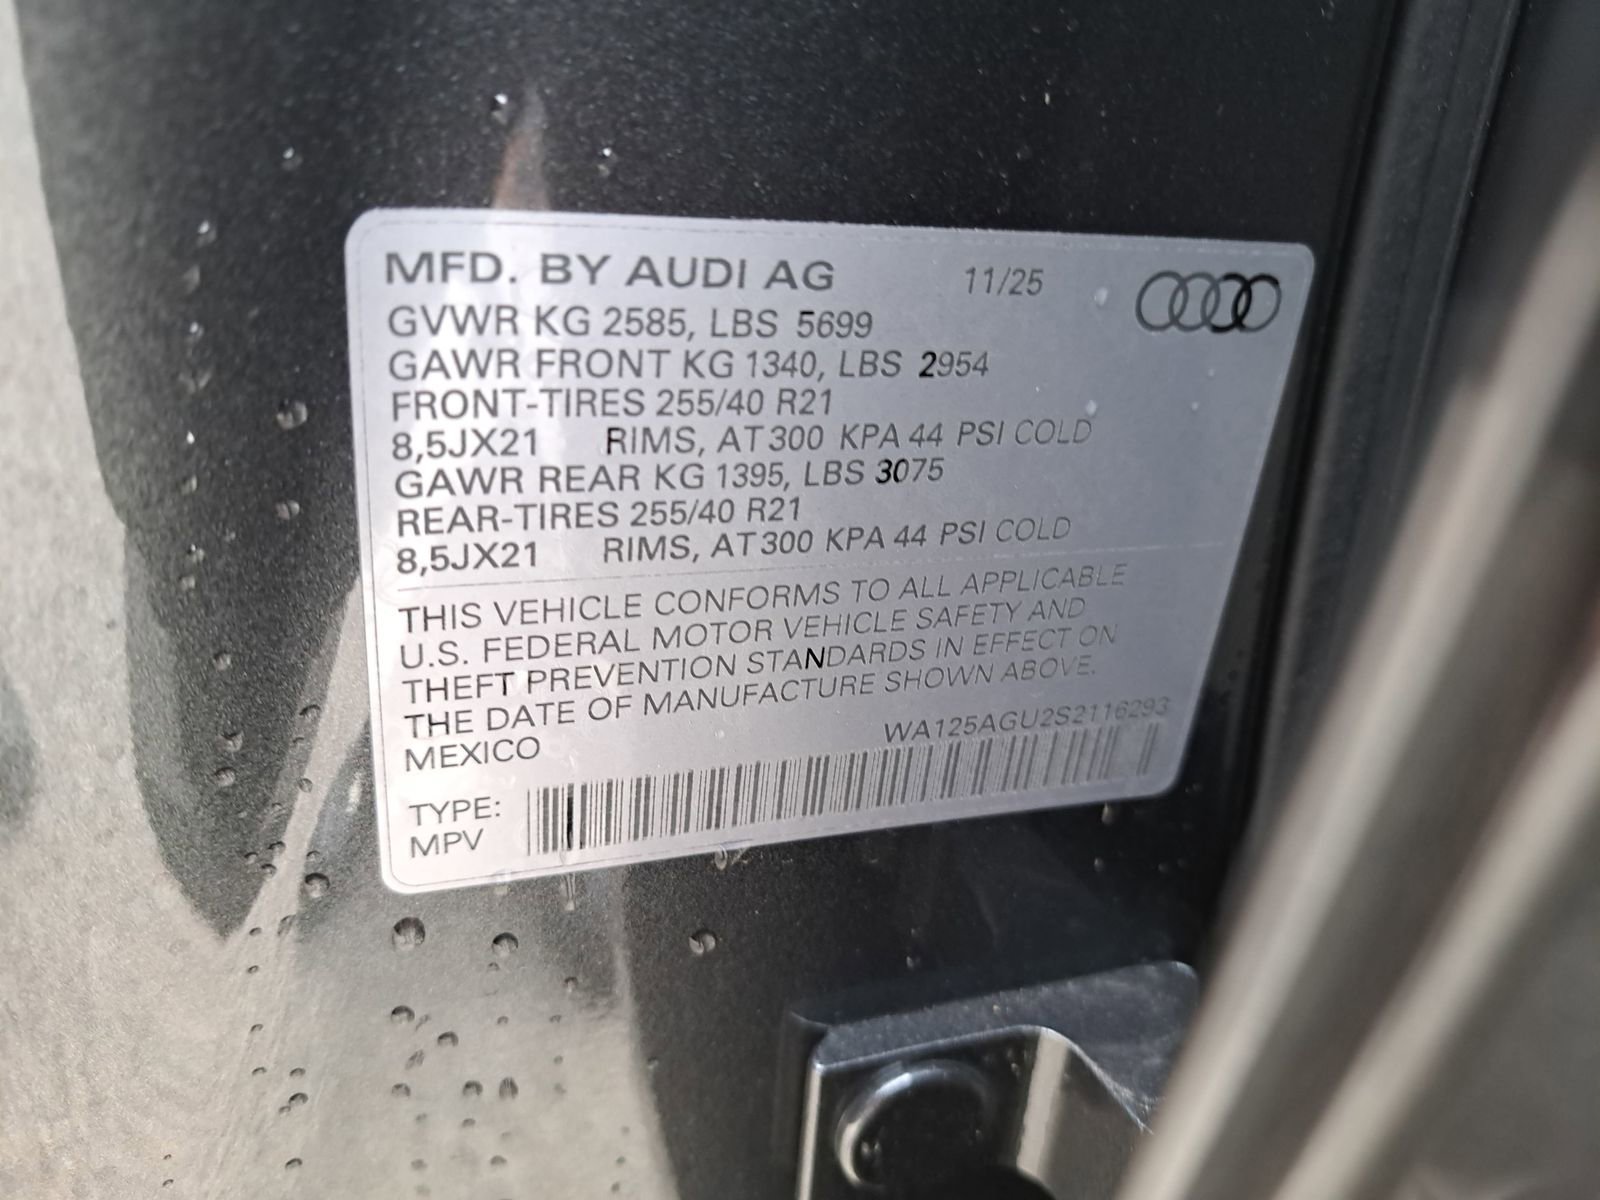 MFD. BY AUDI AG 11/25
GVWR KG 2585, LBS 5699
GAWR FRONT KG 1340, LBS 2954
FRONT-TIRES 255/40 R21
8,5JX21 RIMS, AT 300 KPA 44 PSI COLD
GAWR REAR KG 1395, LBS 3075
REAR-TIRES 255/40 R21
8,5JX21 RIMS, AT 300 KPA 44 PSI COLD
THIS VEHICLE CONFORMS TO ALL APPLICABLE
U.S. FEDERAL MOTOR VEHICLE SAFETY AND
THEFT PREVENTION STANDARDS IN EFFECT ON
THE DATE OF MANUFACTURE SHOWN ABOVE.
MEXICO WA125AGU2S2116293
TYPE:
MPV